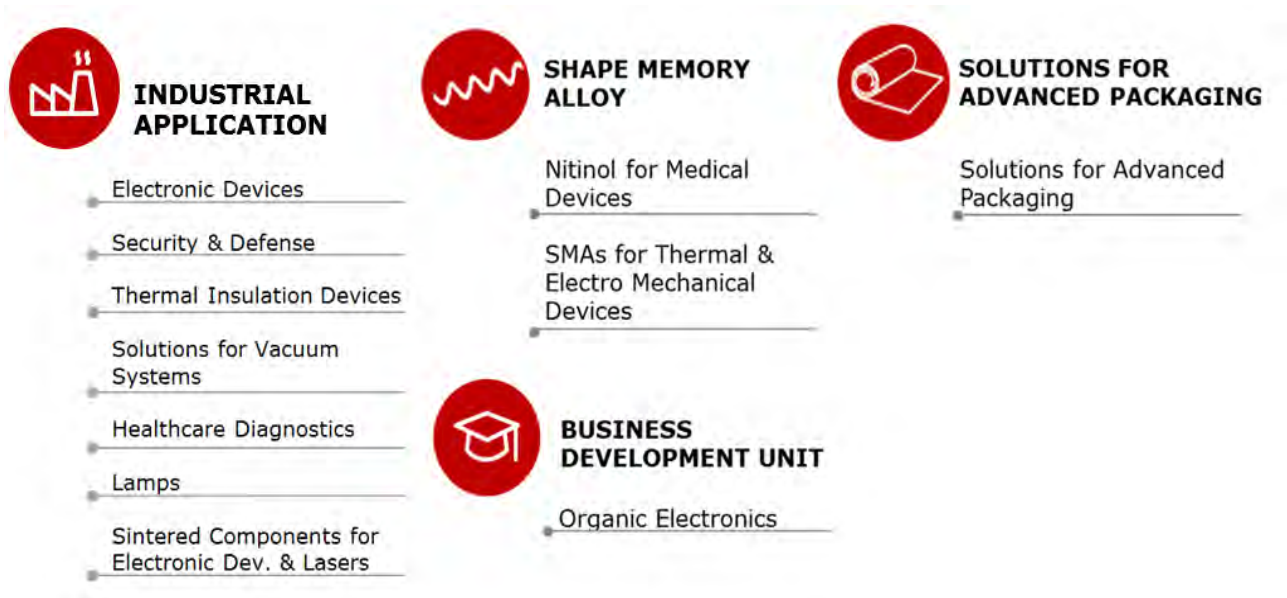 INDUSTRIAL
APPLICATION
Electronic Devices
Security & Defense
Thermal Insulation Devices
Solutions for Vacuum
Systems
Healthcare Diagnostics
Lamps
Sintered Components for
Electronic Dev. & Lasers
SHAPE MEMORY
ALLOY
Nitinol for Medical
Devices
SMAs for Thermal &
Electro Mechanical
Devices
BUSINESS
DEVELOPMENT UNIT
Organic Electronics
SOLUTIONS FOR
ADVANCED PACKAGING
Solutions for Advanced
Packaging